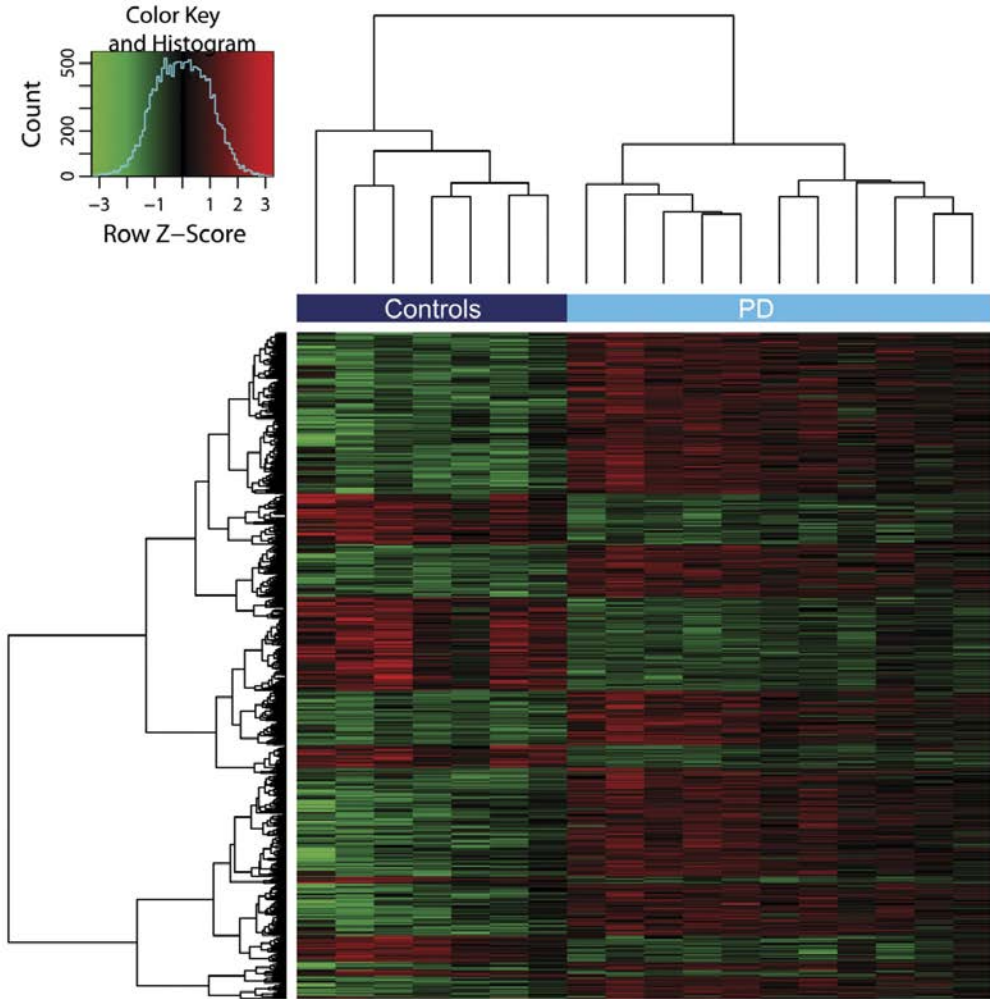 Color Key
and Histogram
Count
500
200
0
−3 −1 0 1 2 3
Row Z−Score
Controls PD